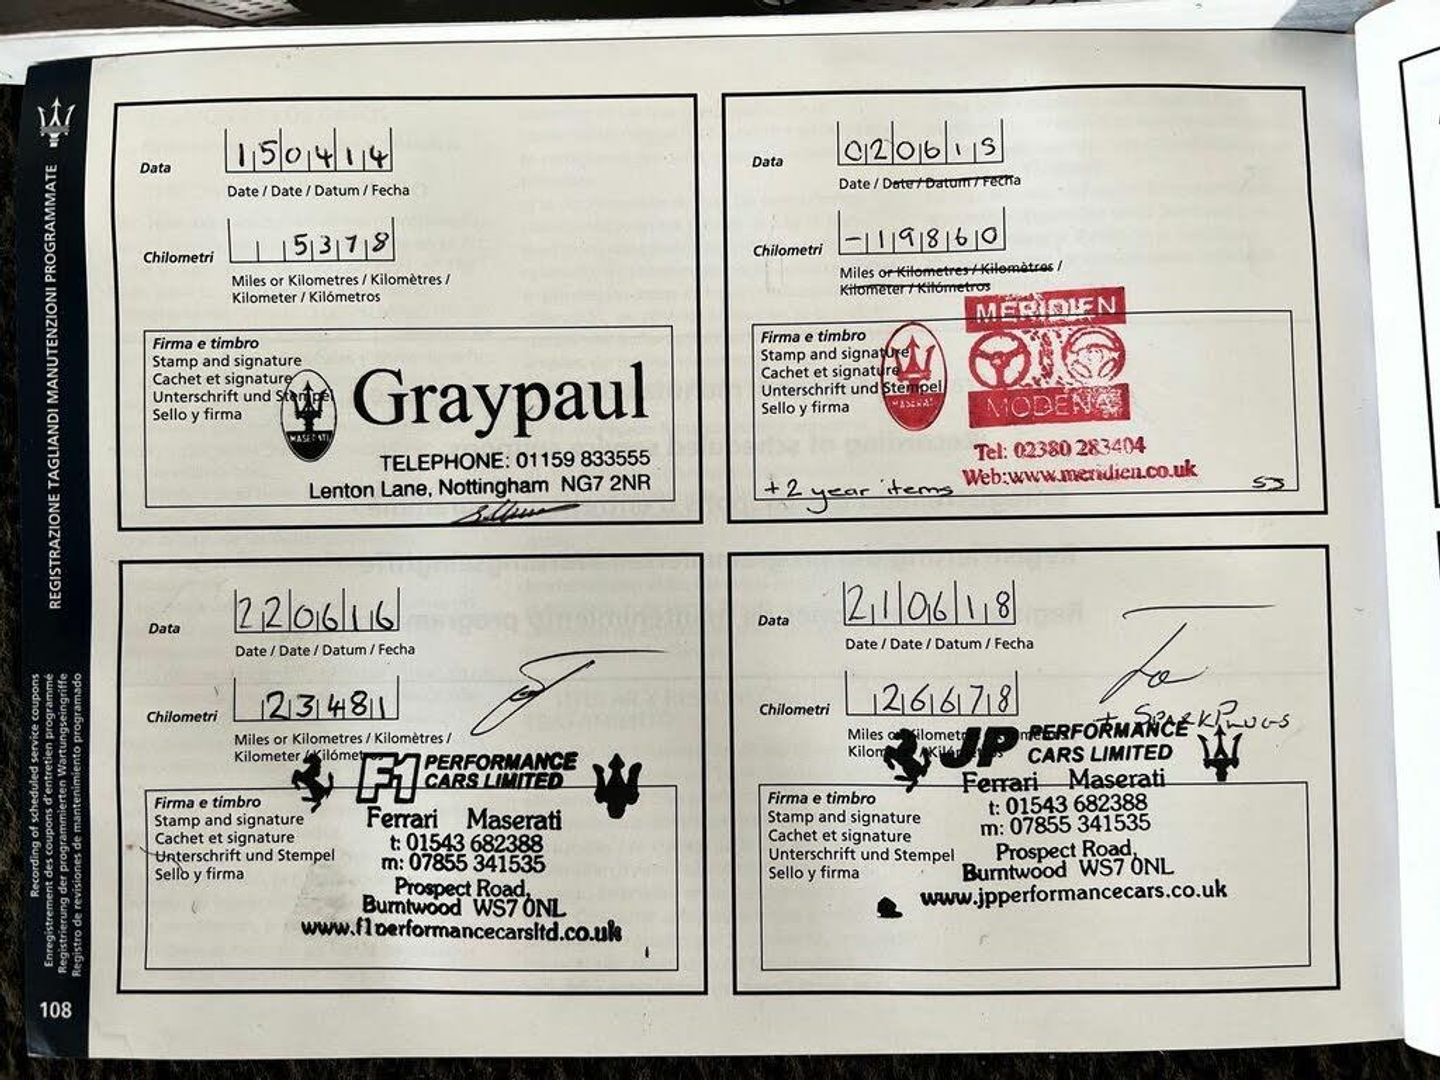 REGISTRAZIONE TAGLIANDI MANUTENZIONI PROGRAMMATE
Recording of scheduled service coupons
Enregistrement des coupons d'entretien programmé
Registrierung der programmierten Wartungseingriffe
Registro de revisiones de mantenimiento programado
108
Data 150414
Date / Date / Datum / Fecha
Chilometri 15378
Miles or Kilometres / Kilomètres /
Kilometer / Kilómetros
Firma e timbro
Stamp and signature
Cachet et signature
Unterschrift und Stempel
Sello y firma
MASERATI
Graypaul
TELEPHONE: 01159 833555
Lenton Lane, Nottingham NG7 2NR
Data 020615
Date / Date / Datum / Fecha
Chilometri -19860
Miles or Kilometres / Kilomètres /
Kilometer / Kilómetros
Firma e timbro
Stamp and signature
Cachet et signature
Unterschrift und Stempel
Sello y firma
MASERATI
MERIDIEN
MODENA
Tel: 02380 283404
Web:www.meridien.co.uk
+2 year items SJ
Data 220616
Date / Date / Datum / Fecha
Chilometri 23481
Miles or Kilometres / Kilomètres /
Kilometer / Kilómet
Firma e timbro
Stamp and signature
Cachet et signature
Unterschrift und Stempel
Sello y firma
F1 PERFORMANCE
CARS LIMITED
Ferrari Maserati
t: 01543 682388
m: 07855 341535
Prospect Road,
Burntwood WS7 0NL
www.f1performancecarsltd.co.uk
Data 210618
Date / Date / Datum / Fecha
Chilometri 26678
+ SPARKPLUGS
Miles or Kilomet
Firma e timbro
Stamp and signature
Cachet et signature
Unterschrift und Stempel
Sello y firma
JP PERFORMANCE
CARS LIMITED
Ferrari Maserati
t: 01543 682388
m: 07855 341535
Prospect Road,
Burntwood WS7 0NL
www.jpperformancecars.co.uk